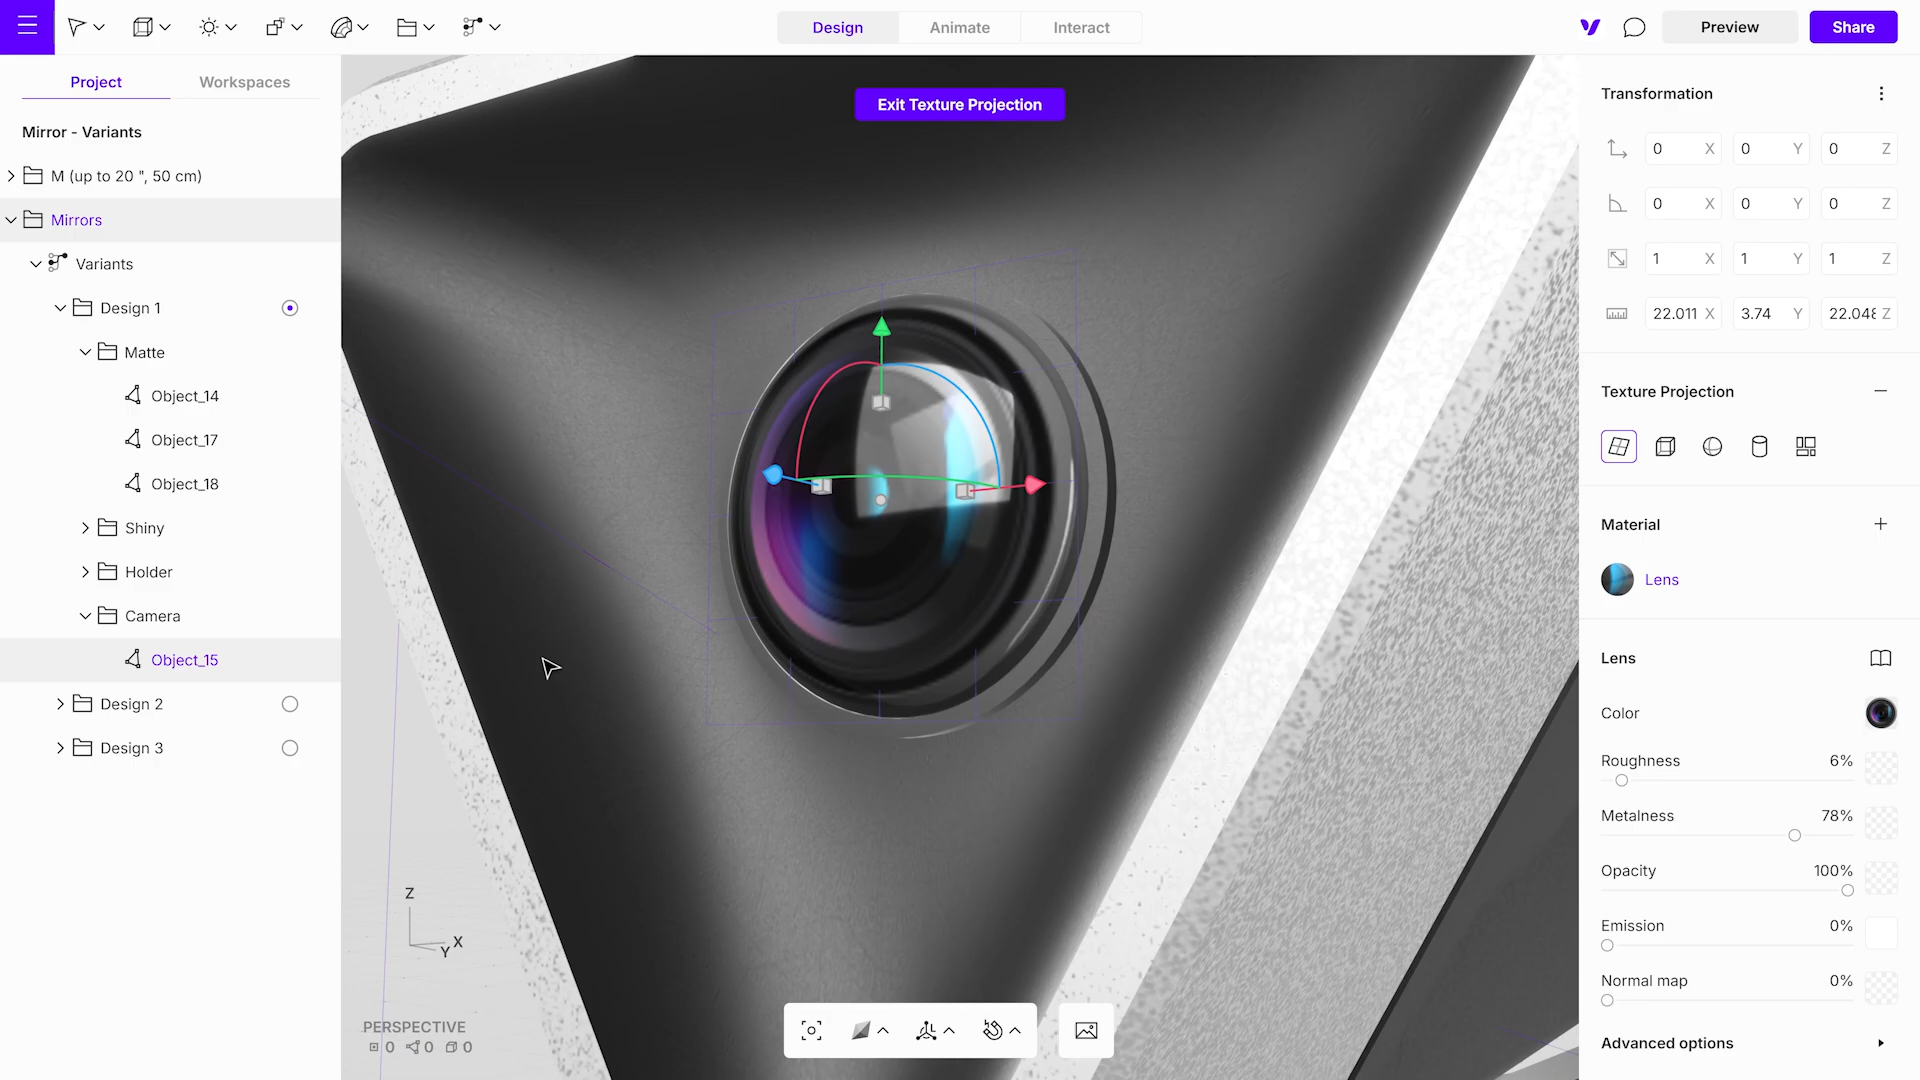 Design
Animate
Interact
Preview
Share
Project
Workspaces
Mirror - Variants
M (up to 20 ", 50 cm)
Mirrors
Variants
Design 1
Matte
Object_14
Object_17
Object_18
Shiny
Holder
Camera
Object_15
Design 2
Design 3
Exit Texture Projection
Z
X
Y
PERSPECTIVE
0 0 0
Transformation
0 X 0 Y 0 Z
0 X 0 Y 0 Z
1 X 1 Y 1 Z
22.011 X 3.74 Y 22.048 Z
Texture Projection
Material
Lens
Lens
Color
Roughness 6%
Metalness 78%
Opacity 100%
Emission 0%
Normal map 0%
Advanced options